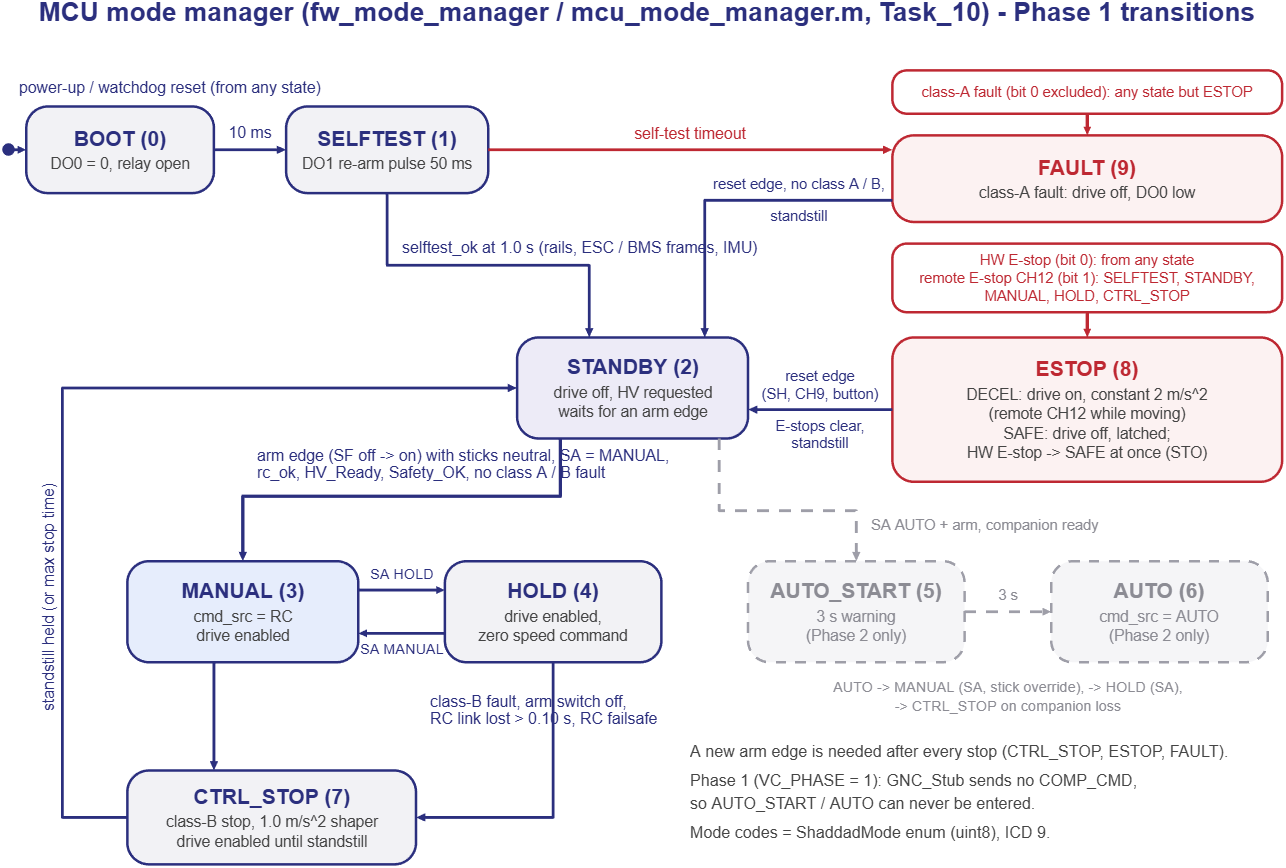 MCU mode manager (fw_mode_manager / mcu_mode_manager.m, Task_10) - Phase 1 transitions
power-up / watchdog reset (from any state)
BOOT (0)
DO0 = 0, relay open
10 ms
SELFTEST (1)
DO1 re-arm pulse 50 ms
self-test timeout
class-A fault (bit 0 excluded): any state but ESTOP
FAULT (9)
class-A fault: drive off, DO0 low
reset edge, no class A / B,
standstill
selftest_ok at 1.0 s (rails, ESC / BMS frames, IMU)
HW E-stop (bit 0): from any state
remote E-stop CH12 (bit 1): SELFTEST, STANDBY,
MANUAL, HOLD, CTRL_STOP
STANDBY (2)
drive off, HV requested
waits for an arm edge
reset edge
(SH, CH9, button)
E-stops clear,
standstill
ESTOP (8)
DECEL: drive on, constant 2 m/s^2
(remote CH12 while moving)
SAFE: drive off, latched;
HW E-stop -> SAFE at once (STO)
arm edge (SF off -> on) with sticks neutral, SA = MANUAL,
rc_ok, HV_Ready, Safety_OK, no class A / B fault
standstill held (or max stop time)
SA AUTO + arm, companion ready
MANUAL (3)
cmd_src = RC
drive enabled
SA HOLD
SA MANUAL
HOLD (4)
drive enabled,
zero speed command
AUTO_START (5)
3 s warning
(Phase 2 only)
3 s
AUTO (6)
cmd_src = AUTO
(Phase 2 only)
AUTO -> MANUAL (SA, stick override), -> HOLD (SA),
-> CTRL_STOP on companion loss
class-B fault, arm switch off,
RC link lost > 0.10 s, RC failsafe
CTRL_STOP (7)
class-B stop, 1.0 m/s^2 shaper
drive enabled until standstill
A new arm edge is needed after every stop (CTRL_STOP, ESTOP, FAULT).
Phase 1 (VC_PHASE = 1): GNC_Stub sends no COMP_CMD,
so AUTO_START / AUTO can never be entered.
Mode codes = ShaddadMode enum (uint8), ICD 9.